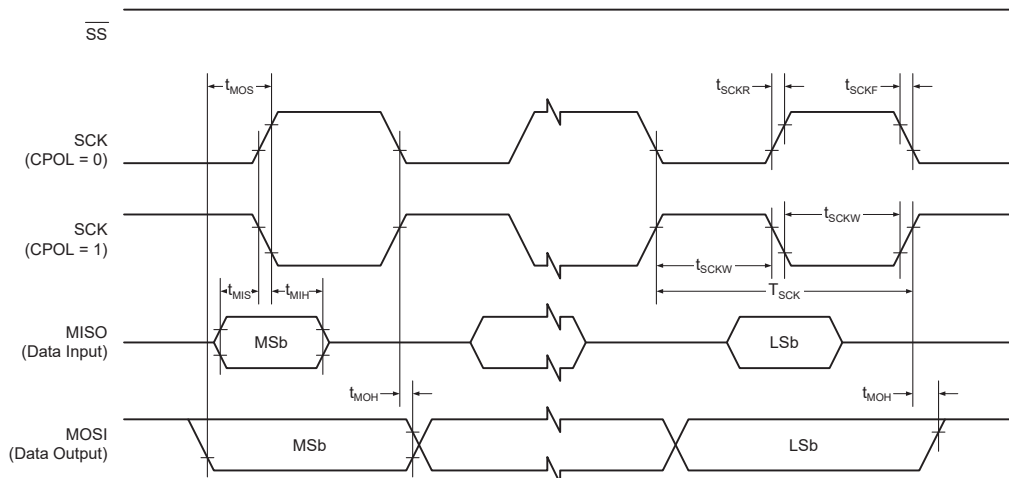 SS
tMOS
tSCKR
tSCKF
SCK
(CPOL = 0)
SCK
(CPOL = 1)
tSCKW
tSCKW
TSCK
tMIS
tMIH
MISO
(Data Input)
MSb
LSb
tMOH
tMOH
MOSI
(Data Output)
MSb
LSb